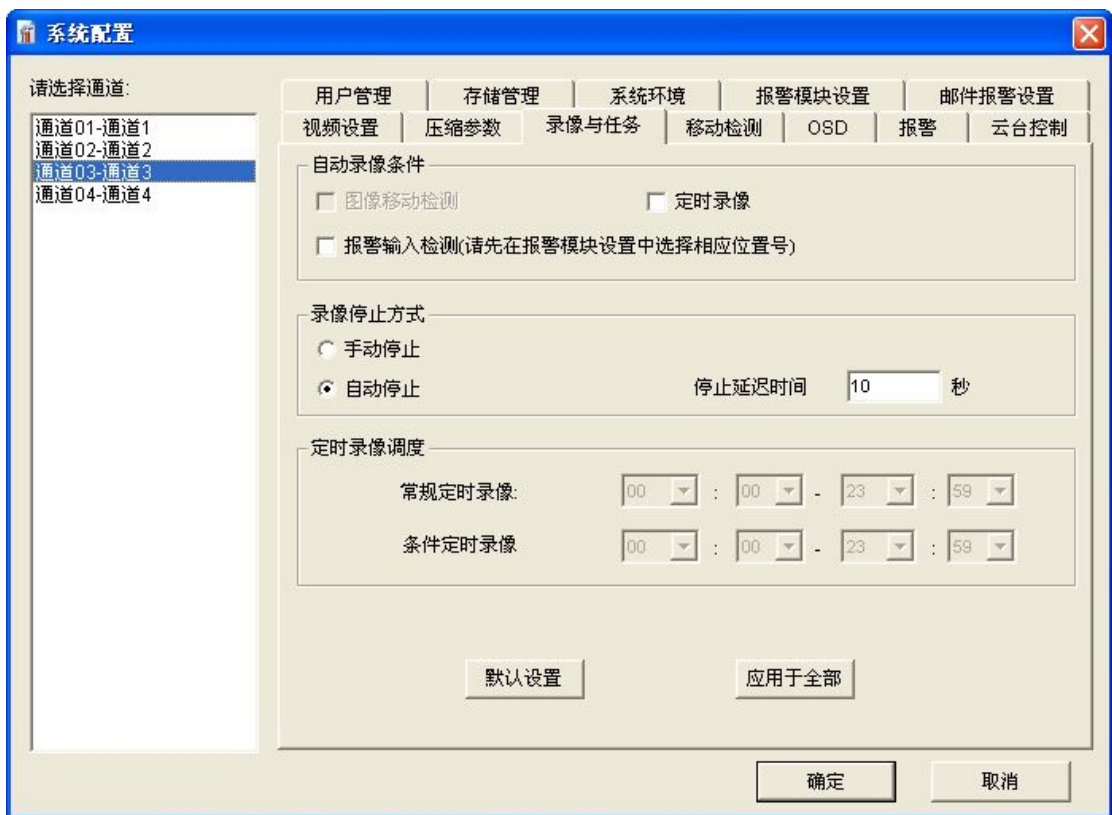 系统配置
请选择通道:
通道01-通道1
通道02-通道2
通道03-通道3
通道04-通道4
用户管理 存储管理 系统环境 报警模块设置 邮件报警设置
视频设置 压缩参数 录像与任务 移动检测 OSD 报警 云台控制
自动录像条件
图像移动检测 定时录像
报警输入检测(请先在报警模块设置中选择相应位置号)
录像停止方式
手动停止
自动停止 停止延迟时间 10 秒
定时录像调度
常规定时录像: 00 : 00 - 23 : 59
条件定时录像 00 : 00 - 23 : 59
默认设置 应用于全部
确定 取消